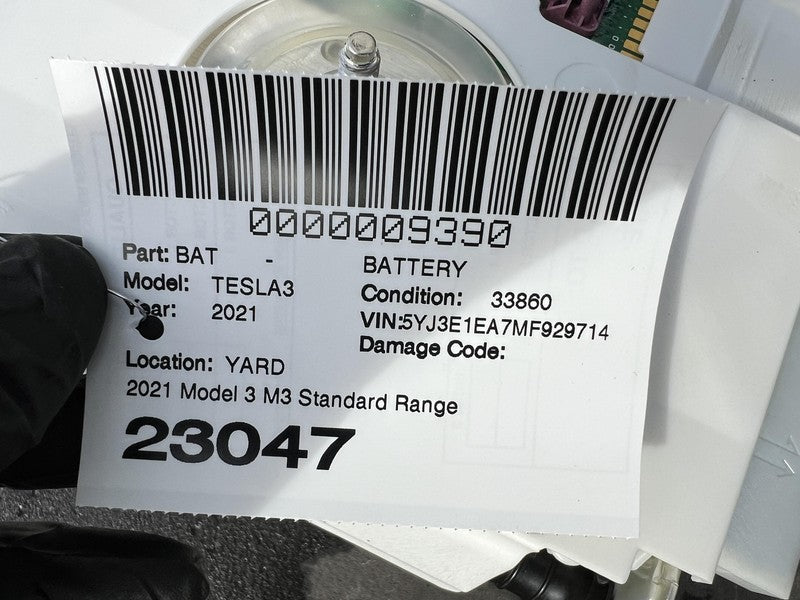 0000009390
Part: BAT - BATTERY
Model: TESLA3 Condition: 33860
Year: 2021 VIN:5YJ3E1EA7MF929714
Damage Code:
Location: YARD
2021 Model 3 M3 Standard Range
23047